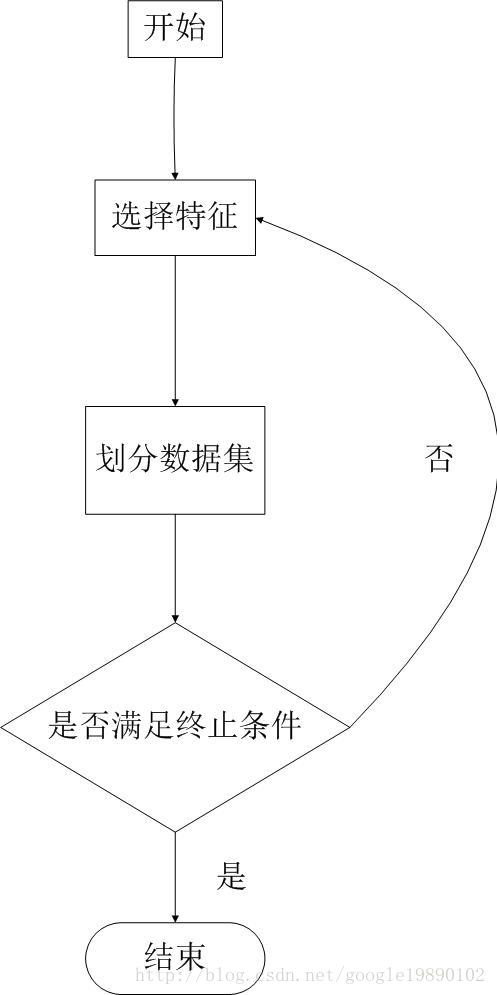 开始
选择特征
划分数据集
否
是否满足终止条件
是
结束
http://blog.csdn.net/google19890102